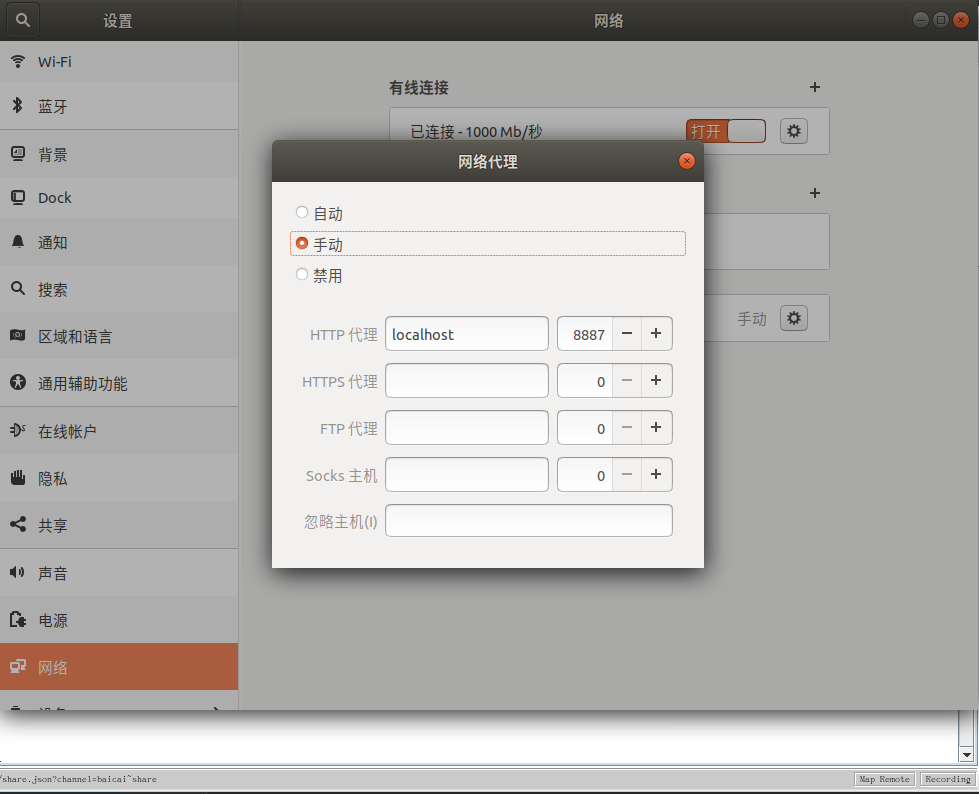 设置
网络
Wi-Fi
蓝牙
背景
Dock
通知
搜索
区域和语言
通用辅助功能
在线帐户
隐私
共享
声音
电源
网络
有线连接
已连接 - 1000 Mb/秒
打开
手动
网络代理
自动
手动
禁用
HTTP 代理 localhost 8887
HTTPS 代理 0
FTP 代理 0
Socks 主机 0
忽略主机(I)
/share.json?channel=baicai~share
Map Remote Recording